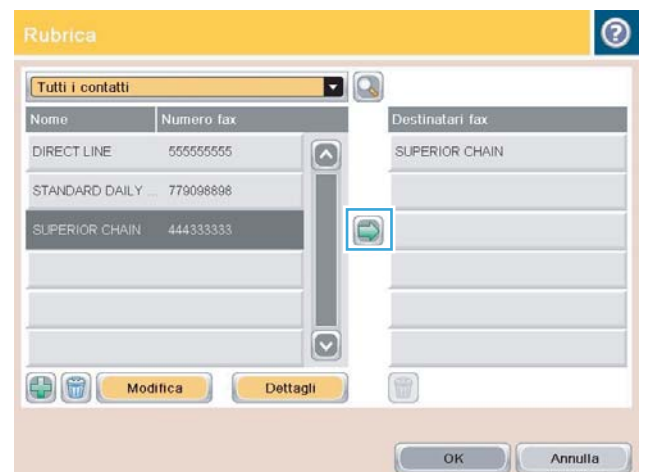 Rubrica
Tutti i contatti
Nome Numero fax Destinatari fax
DIRECT LINE 555555555 SUPERIOR CHAIN
STANDARD DAILY ... 779098898
SUPERIOR CHAIN 444333333
Modifica Dettagli
OK Annulla